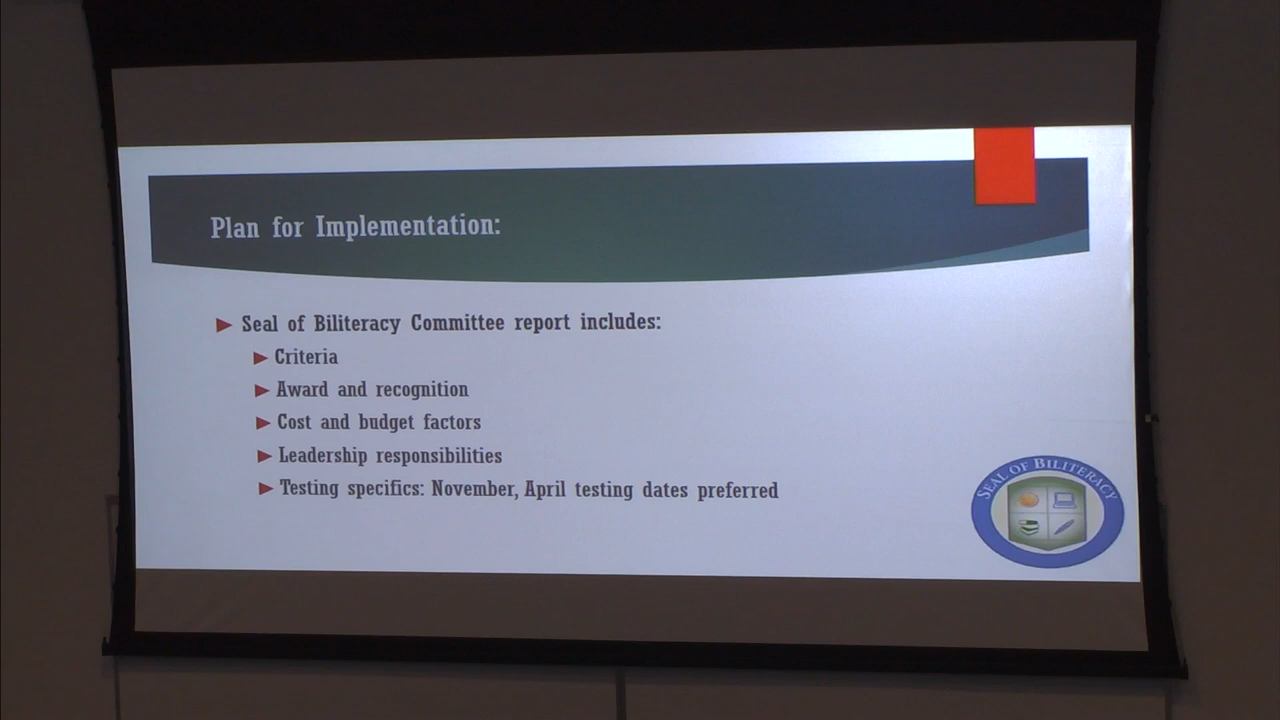 Plan for Implementation:
Seal of Biliteracy Committee report includes:
Criteria
Award and recognition
Cost and budget factors
Leadership responsibilities
Testing specifics: November, April testing dates preferred
SEAL OF BILITERACY